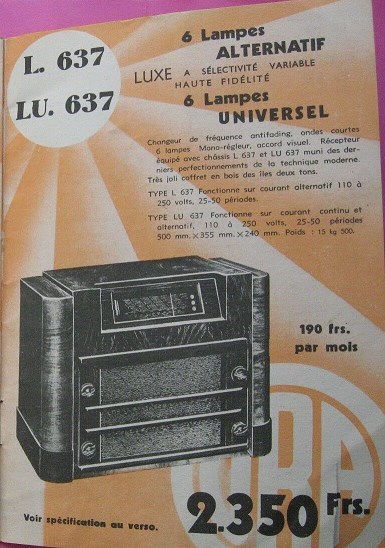 L. 637
LU. 637
6 Lampes
ALTERNATIF
LUXE A SÉLECTIVITÉ VARIABLE
HAUTE FIDÉLITÉ
6 Lampes
UNIVERSEL
Changeur de fréquence antifading, ondes courtes
6 lampes Mono-régleur, accord visuel. Récepteur
équipé avec châssis L 637 et LU 637 muni des der-
niers perfectionnements de la technique moderne.
Très joli coffret en bois des îles deux tons.
TYPE L 637 Fonctionne sur courant alternatif 110 à
250 volts, 25-50 périodes.
TYPE LU 637 Fonctionne sur courant continu et
alternatif, 110 à 250 volts, 25-50 périodes
500 mm.×355 mm.×240 mm. Poids : 15 kg 500.
190 frs.
par mois
Voir spécification au verso.
2.350 Frs.